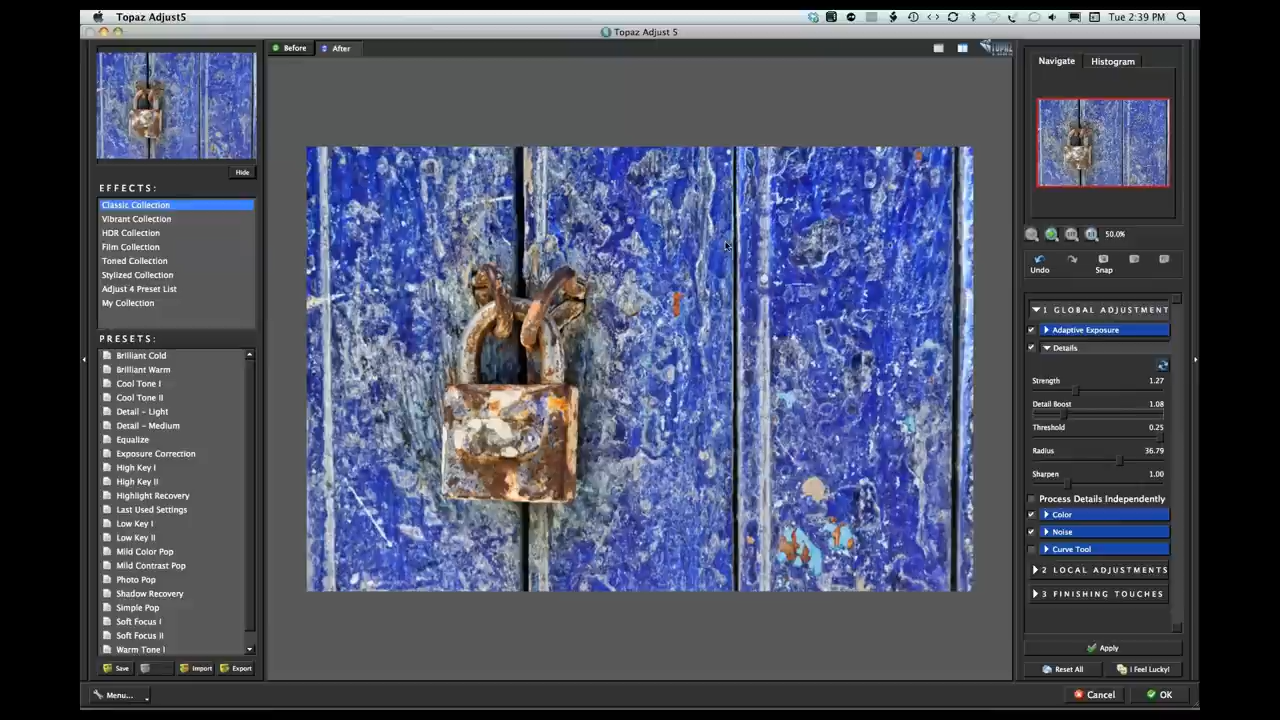 Topaz Adjust5
Tue 2:39 PM
Topaz Adjust 5
Before
After
TOPAZ
Navigate
Histogram
Hide
EFFECTS:
Classic Collection
Vibrant Collection
HDR Collection
Film Collection
Toned Collection
Stylized Collection
Adjust 4 Preset List
My Collection
PRESETS:
Brilliant Cold
Brilliant Warm
Cool Tone I
Cool Tone II
Detail - Light
Detail - Medium
Equalize
Exposure Correction
High Key I
High Key II
Highlight Recovery
Last Used Settings
Low Key I
Low Key II
Mild Color Pop
Mild Contrast Pop
Photo Pop
Shadow Recovery
Simple Pop
Soft Focus I
Soft Focus II
Warm Tone I
Save
Import
Export
Menu...
50.0%
Undo
Snap
1 GLOBAL ADJUSTMENT
Adaptive Exposure
Details
Strength 1.27
Detail Boost 1.08
Threshold 0.25
Radius 36.79
Sharpen 1.00
Process Details Independently
Color
Noise
Curve Tool
2 LOCAL ADJUSTMENTS
3 FINISHING TOUCHES
Apply
Reset All
I Feel Lucky!
Cancel
OK